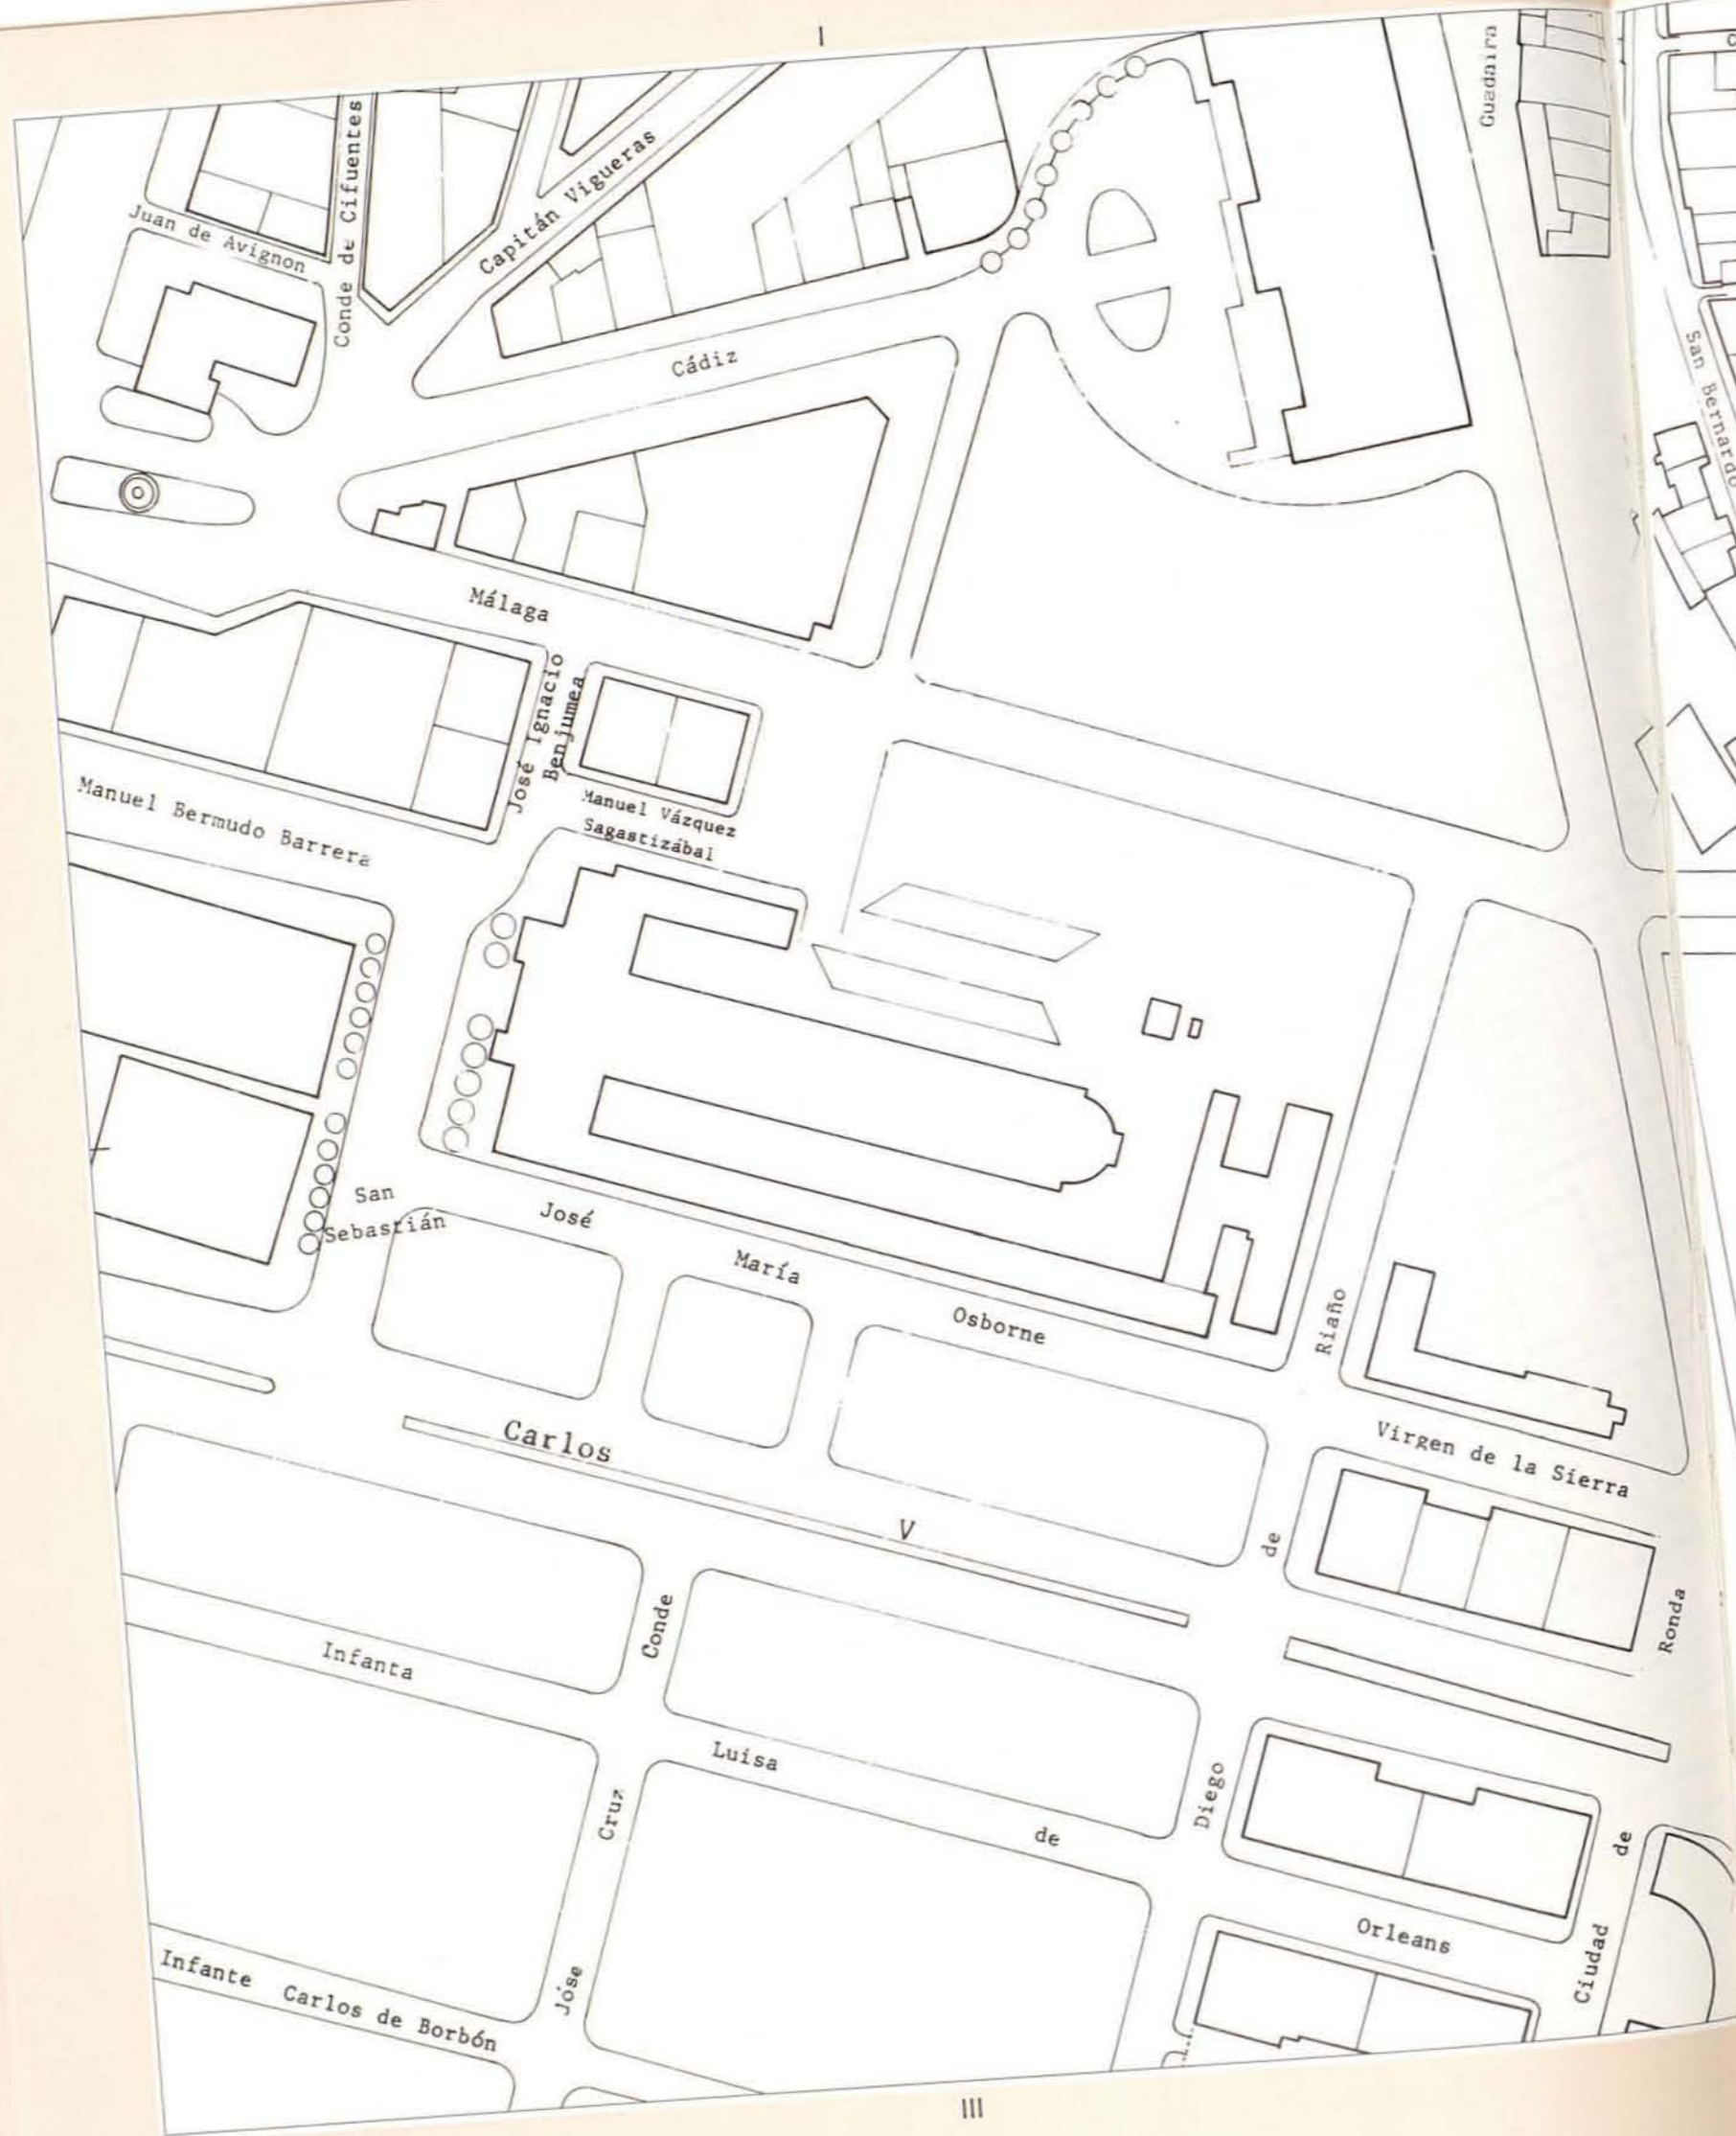 I
Guadaira
Conde de Cifuentes
Juan de Avignon
Capitán Vigueras
Cádiz
San Bernardo
Málaga
José Ignacio
Benjumea
Manuel Vázquez
Sagastizábal
Manuel Bermudo Barrera
San
Sebastián
José
María
Osborne
Riaño
de
Diego
Virgen de la Sierra
Carlos
V
Ronda
de
Ciudad
Conde
Cruz
Jóse
Infanta
Luisa
de
Orleans
Infante Carlos de Borbón
III